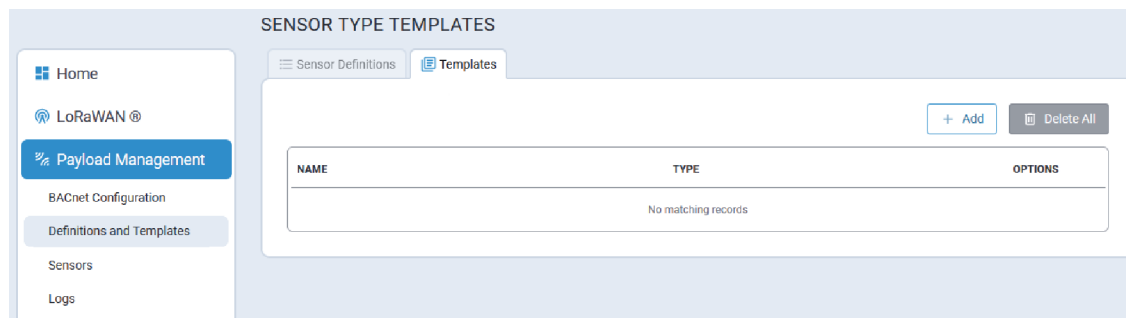 SENSOR TYPE TEMPLATES
Home
LoRaWAN ®
Payload Management
BACnet Configuration
Definitions and Templates
Sensors
Logs
Sensor Definitions
Templates
+ Add
Delete All
NAME TYPE OPTIONS
No matching records